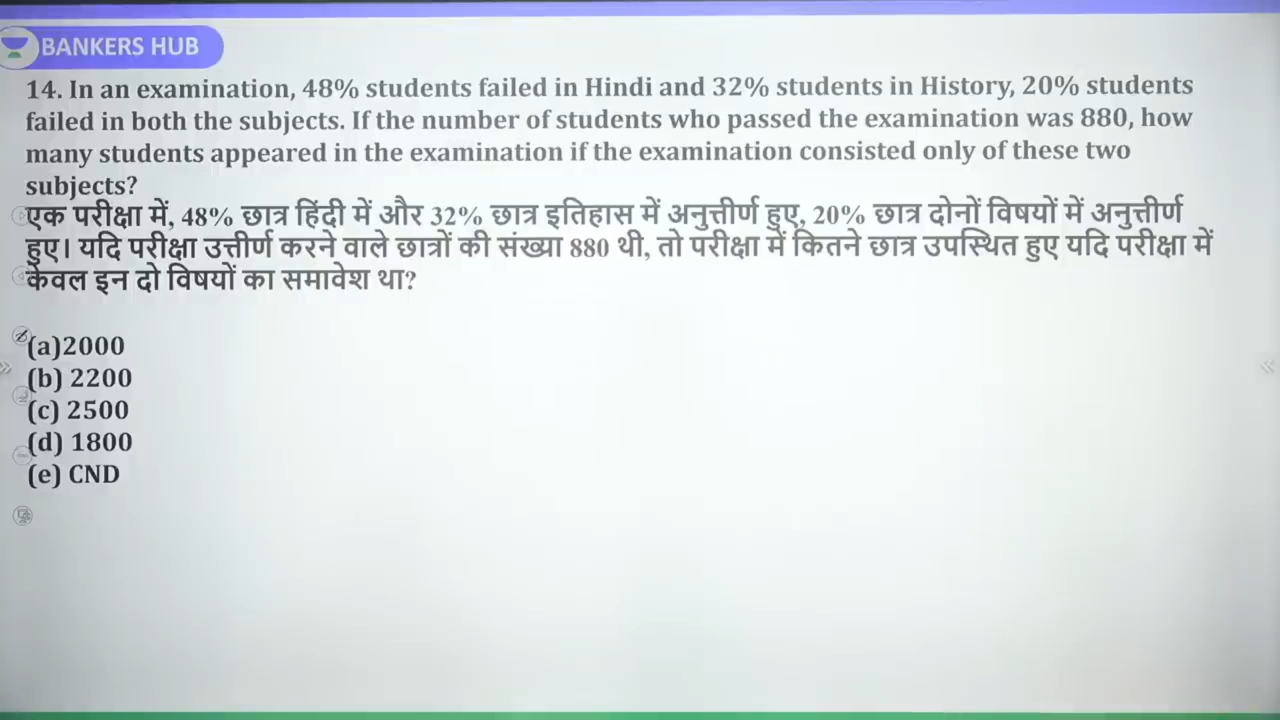 BANKERS HUB
14. In an examination, 48% students failed in Hindi and 32% students in History, 20% students
failed in both the subjects. If the number of students who passed the examination was 880, how
many students appeared in the examination if the examination consisted only of these two
subjects?
एक परीक्षा में, 48% छात्र हिंदी में और 32% छात्र इतिहास में अनुत्तीर्ण हुए, 20% छात्र दोनों विषयों में अनुत्तीर्ण
हुए। यदि परीक्षा उत्तीर्ण करने वाले छात्रों की संख्या 880 थी, तो परीक्षा में कितने छात्र उपस्थित हुए यदि परीक्षा में
केवल इन दो विषयों का समावेश था?
(a)2000
(b) 2200
(c) 2500
(d) 1800
(e) CND